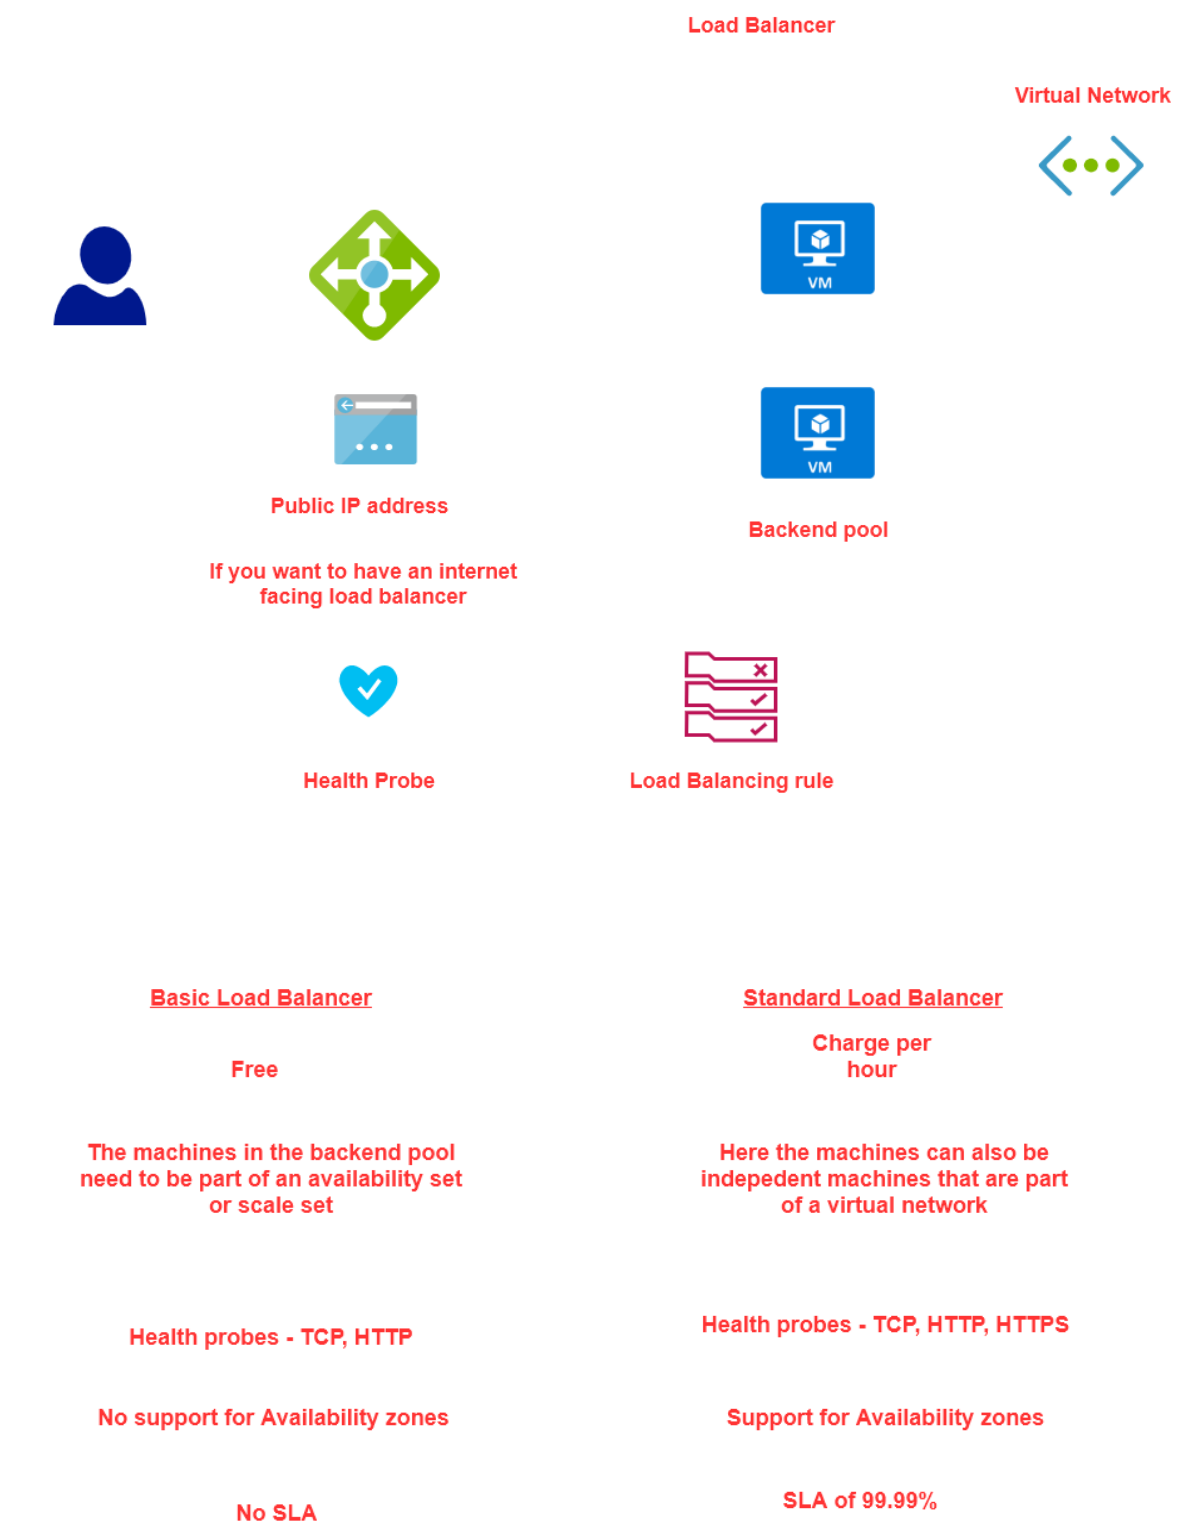 Load Balancer
Virtual Network
VM
VM
Public IP address
Backend pool
If you want to have an internet
facing load balancer
Health Probe
Load Balancing rule
Basic Load Balancer
Free
The machines in the backend pool
need to be part of an availability set
or scale set
Health probes - TCP, HTTP
No support for Availability zones
No SLA
Standard Load Balancer
Charge per
hour
Here the machines can also be
indepedent machines that are part
of a virtual network
Health probes - TCP, HTTP, HTTPS
Support for Availability zones
SLA of 99.99%